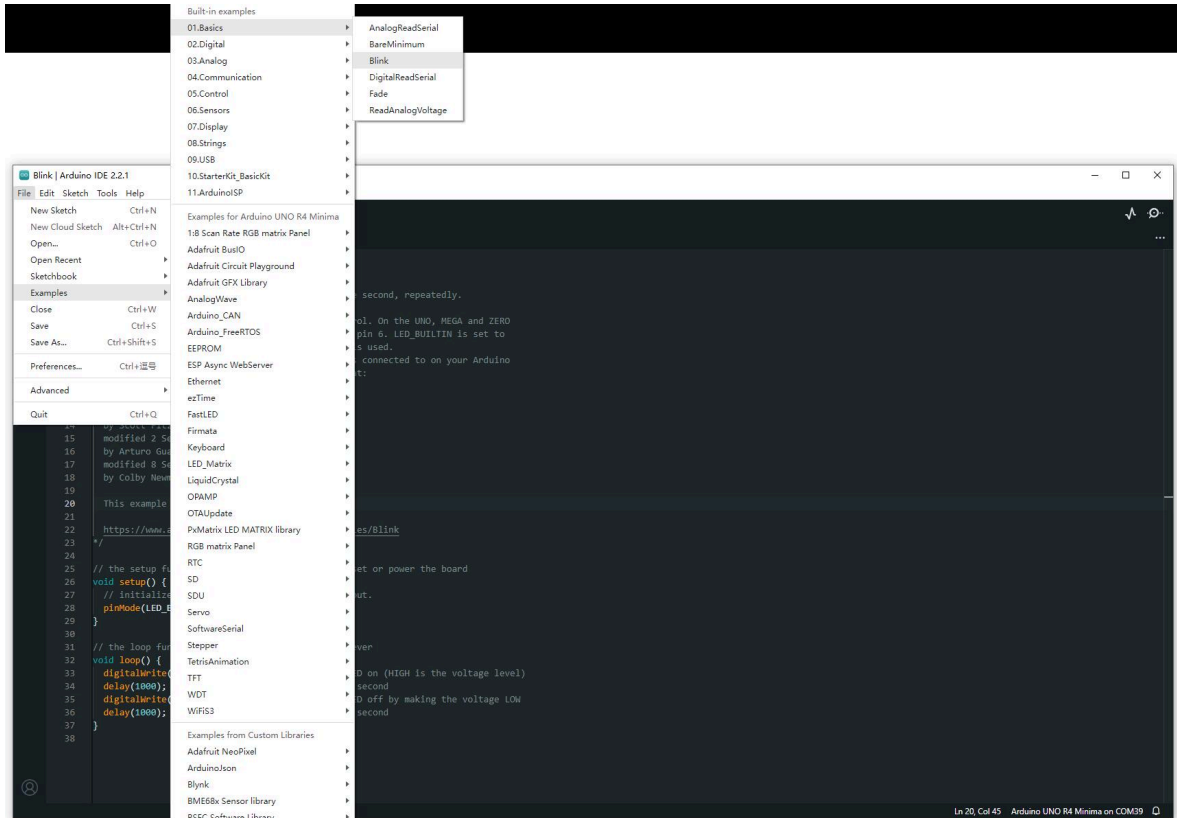 Built-in examples
01.Basics
02.Digital
03.Analog
04.Communication
05.Control
06.Sensors
07.Display
08.Strings
09.USB
10.StarterKit_BasicKit
11.ArduinoISP
Examples for Arduino UNO R4 Minima
1:8 Scan Rate RGB matrix Panel
Adafruit BusIO
Adafruit Circuit Playground
Adafruit GFX Library
AnalogWave
Arduino_CAN
Arduino_FreeRTOS
EEPROM
ESP Async WebServer
Ethernet
ezTime
FastLED
Firmata
Keyboard
LED_Matrix
LiquidCrystal
OPAMP
OTAUpdate
PxMatrix LED MATRIX library
RGB matrix Panel
RTC
SD
SDU
Servo
SoftwareSerial
Stepper
TetrisAnimation
TFT
WDT
WiFiS3
Examples from Custom Libraries
Adafruit NeoPixel
ArduinoJson
Blynk
BME68x Sensor library
BSEC Software Library
AnalogReadSerial
BareMinimum
Blink
DigitalReadSerial
Fade
ReadAnalogVoltage
Blink | Arduino IDE 2.2.1
File Edit Sketch Tools Help
New Sketch Ctrl+N
New Cloud Sketch Alt+Ctrl+N
Open... Ctrl+O
Open Recent
Sketchbook
Examples
Close Ctrl+W
Save Ctrl+S
Save As... Ctrl+Shift+S
Preferences... Ctrl+逗号
Advanced
Quit Ctrl+Q
second, repeatedly.
ol. On the UNO, MEGA and ZERO
pin 6. LED_BUILTIN is set to
s used.
connected to on your Arduino
t:
14 by Scott Fit
15 modified 2 Se
16 by Arturo Gua
17 modified 8 Se
18 by Colby Newm
19
20 This example
21
22 https://www.a es/Blink
23 */
24
25 // the setup fu et or power the board
26 void setup() {
27 // initialize ut.
28 pinMode(LED_B
29 }
30
31 // the loop fun ver
32 void loop() {
33 digitalWrite( D on (HIGH is the voltage level)
34 delay(1000); second
35 digitalWrite( D off by making the voltage LOW
36 delay(1000); second
37 }
38
Ln 20, Col 45 Arduino UNO R4 Minima on COM39